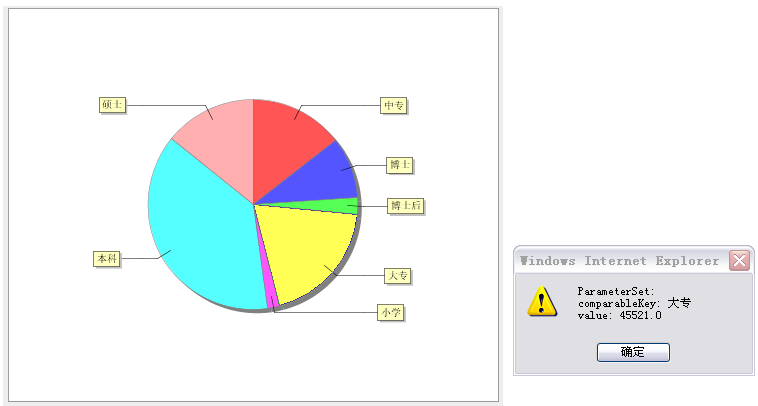 硕士
中专
博士
博士后
本科
大专
小学
Windows Internet Explorer
ParameterSet:
comparableKey: 大专
value: 45521.0
确定